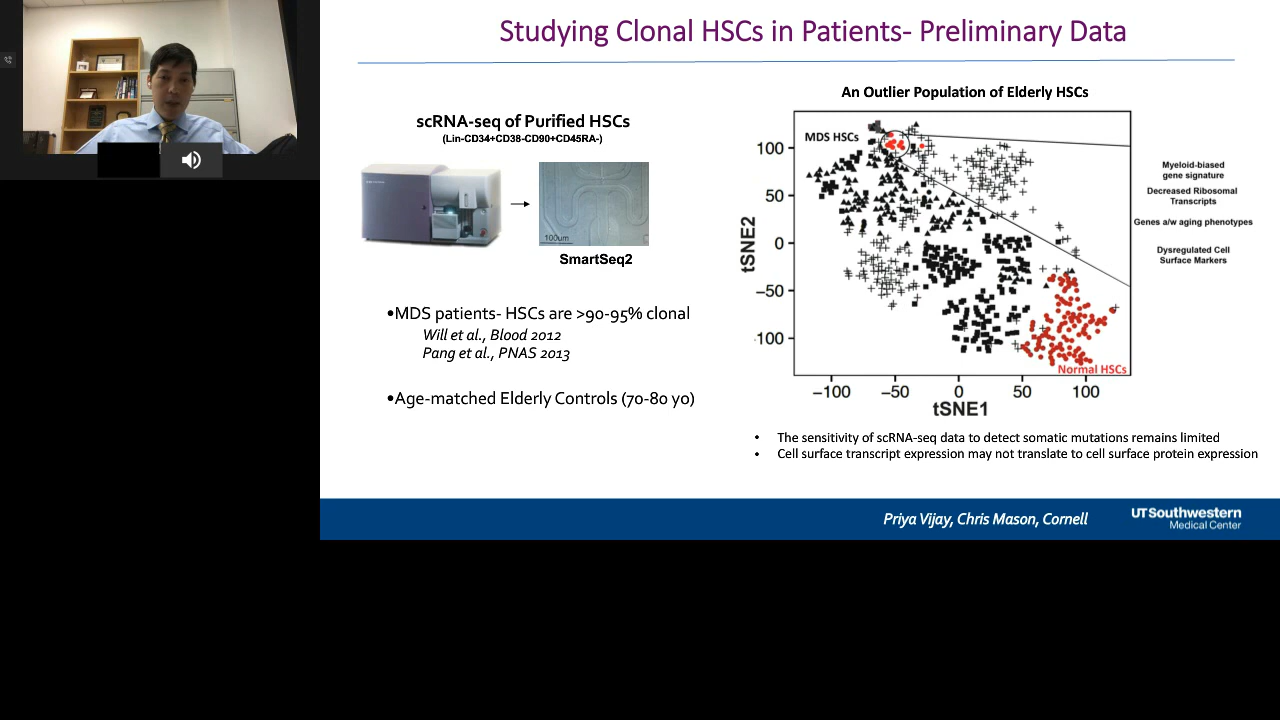 Studying Clonal HSCs in Patients- Preliminary Data
scRNA-seq of Purified HSCs
(Lin-CD34+CD38-CD90+CD45RA-)
100um
SmartSeq2
•MDS patients- HSCs are >90-95% clonal
Will et al., Blood 2012
Pang et al., PNAS 2013
•Age-matched Elderly Controls (70-80 yo)
An Outlier Population of Elderly HSCs
MDS HSCs
Normal HSCs
tSNE2
100
50
0
−50
100
−100
−50
0
50
100
tSNE1
Myeloid-biased
gene signature
Decreased Ribosomal
Transcripts
Genes a/w aging phenotypes
Dysregulated Cell
Surface Markers
• The sensitivity of scRNA-seq data to detect somatic mutations remains limited
• Cell surface transcript expression may not translate to cell surface protein expression
Priya Vijay, Chris Mason, Cornell
UT Southwestern
Medical Center